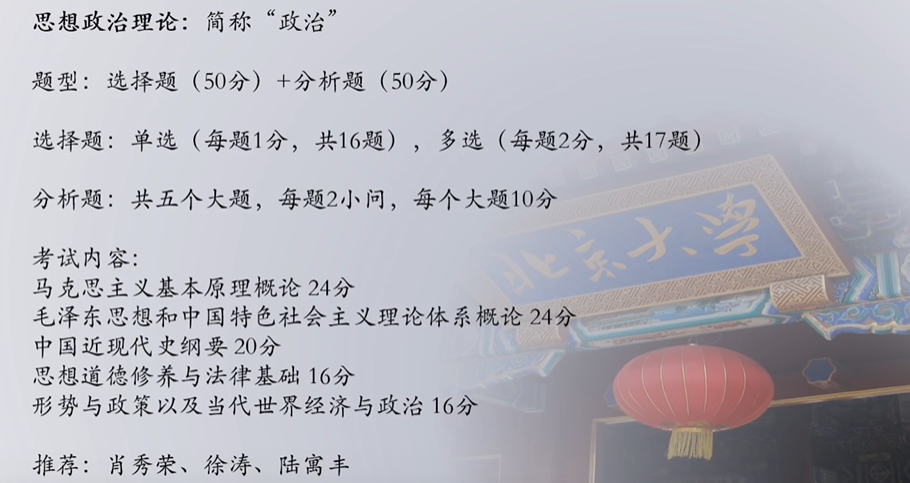 思想政治理论：简称“政治”
题型：选择题（50分）+分析题（50分）
选择题：单选（每题1分，共16题），多选（每题2分，共17题）
分析题：共五个大题，每题2小问，每个大题10分
考试内容：
马克思主义基本原理概论 24分
毛泽东思想和中国特色社会主义理论体系概论 24分
中国近现代史纲要 20分
思想道德修养与法律基础 16分
形势与政策以及当代世界经济与政治 16分
推荐：肖秀荣、徐涛、陆寓丰
北京大学